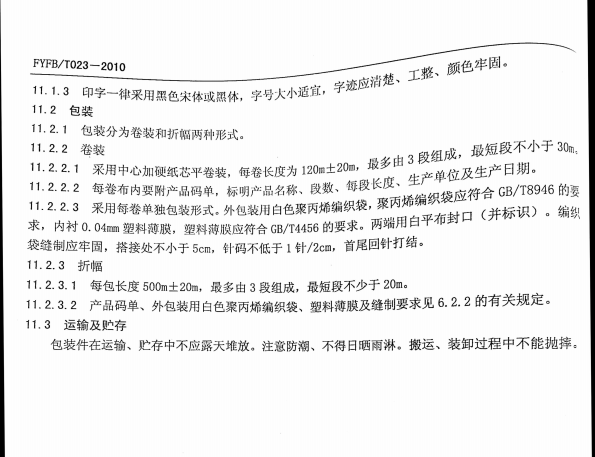 FYFB/T023—2010
11.1.3 印字一律采用黑色宋体或黑体，字号大小适宜，字迹应清楚、工整、颜色牢固。
11.2 包装
11.2.1 包装分为卷装和折幅两种形式。
11.2.2 卷装
11.2.2.1 采用中心加硬纸芯平卷装，每卷长度为120m±20m，最多由3段组成，最短段不小于30m。
11.2.2.2 每卷布内要附产品码单，标明产品名称、段数、每段长度、生产单位及生产日期。
11.2.2.3 采用每卷单独包装形式。外包装用白色聚丙烯编织袋，聚丙烯编织袋应符合GB/T8946的要
求，内衬0.04mm塑料薄膜，塑料薄膜应符合GB/T4456的要求。两端用白平布封口（并标识）。编织
袋缝制应牢固，搭接处不小于5cm，针码不低于1针/2cm，首尾回针打结。
11.2.3 折幅
11.2.3.1 每包长度500m±20m，最多由3段组成，最短段不少于20m。
11.2.3.2 产品码单、外包装用白色聚丙烯编织袋、塑料薄膜及缝制要求见6.2.2的有关规定。
11.3 运输及贮存
包装件在运输、贮存中不应露天堆放。注意防潮、不得日晒雨淋。搬运、装卸过程中不能抛摔。